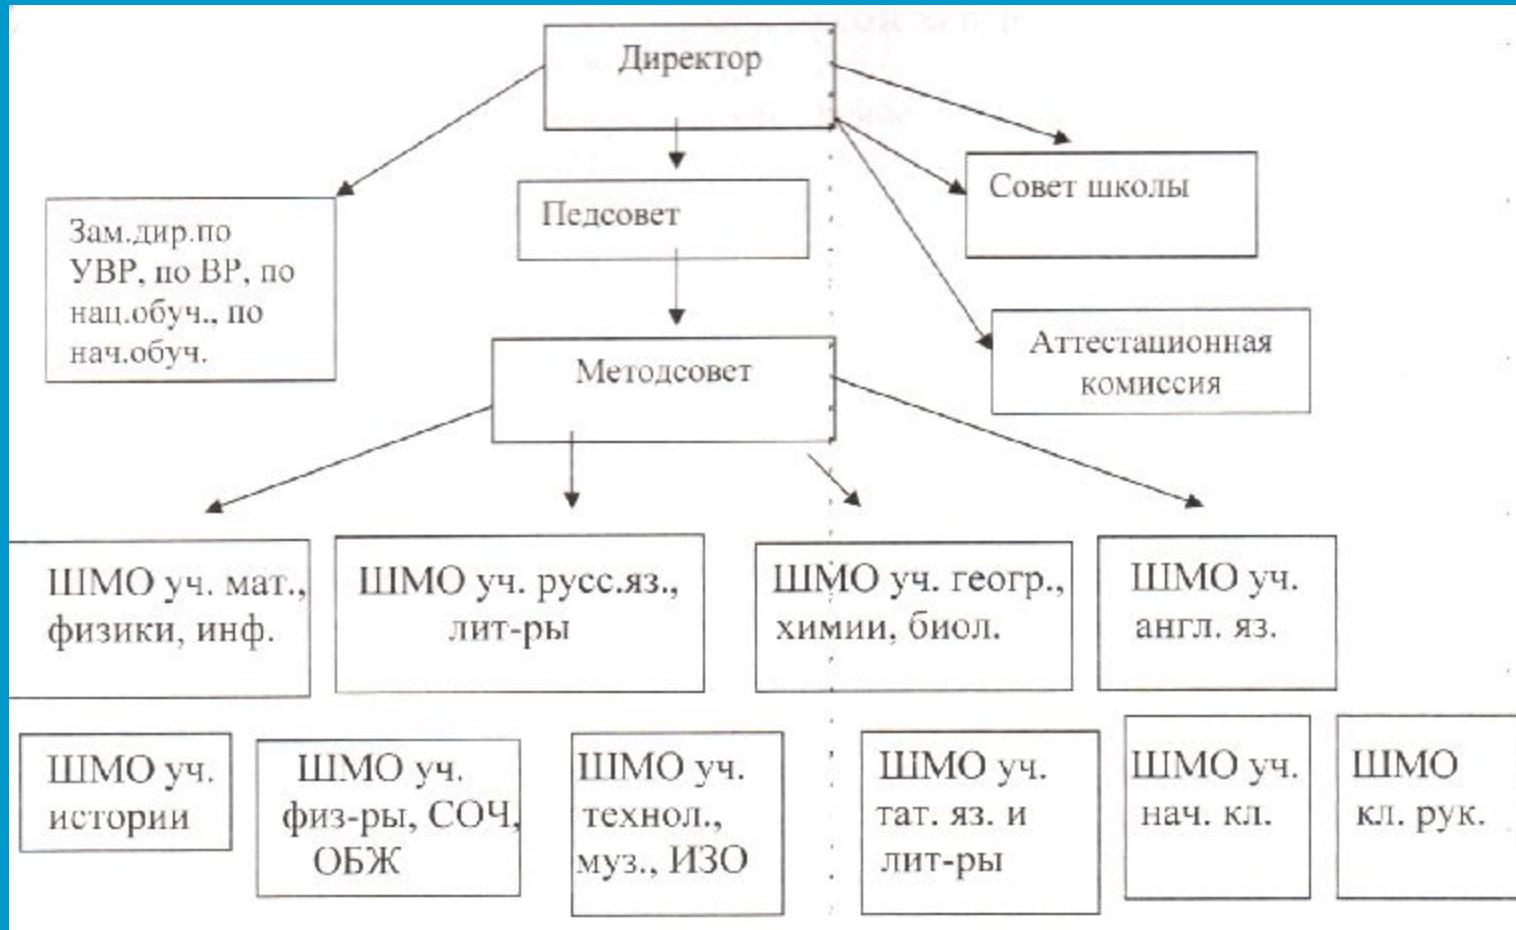 Директор
Совет школы
Педсовет
Зам.дир.по
УВР, по ВР, по
нац.обуч., по
нач.обуч.
Аттестационная
комиссия
Методсовет
ШМО уч. мат.,
физики, инф.
ШМО уч. русс.яз.,
лит-ры
ШМО уч. геогр.,
химии, биол.
ШМО уч.
англ. яз.
ШМО уч.
истории
ШМО уч.
физ-ры, СОЧ,
ОБЖ
ШМО уч.
технол.,
муз., ИЗО
ШМО уч.
тат. яз. и
лит-ры
ШМО уч.
нач. кл.
ШМО
кл. рук.